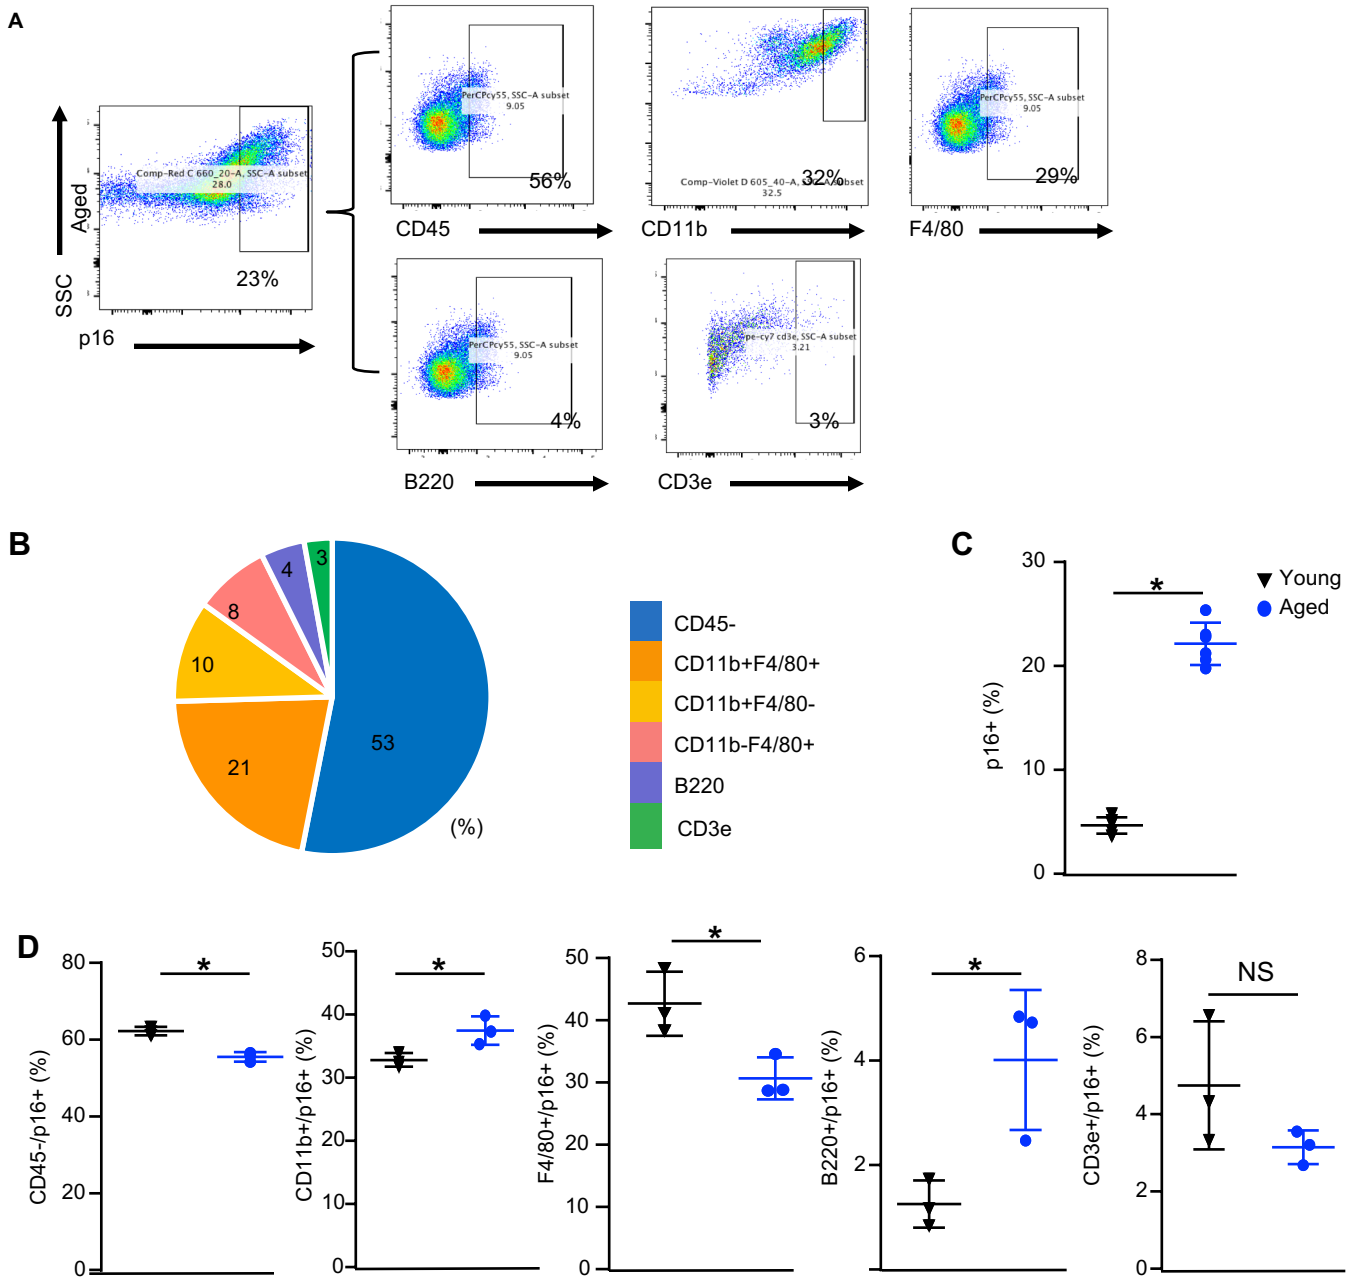 A
SSC
Aged
Comp-Red C 660_20-A, SSC-A subset
28.0
23%
p16
PerCPcy55, SSC-A subset
9.05
56%
CD45
Comp-Violet D 605_40-A, SSC-A subset
32.5
32%
CD11b
PerCPcy55, SSC-A subset
9.05
29%
F4/80
PerCPcy55, SSC-A subset
9.05
4%
B220
pe-cy7 cd3e, SSC-A subset
3.21
3%
CD3e
B
3
4
8
10
21
53
(%)
CD45-
CD11b+F4/80+
CD11b+F4/80-
CD11b-F4/80+
B220
CD3e
C
p16+ (%)
30
20
10
0
*
Young
Aged
D
CD45-/p16+ (%)
80
60
40
20
0
*
CD11b+/p16+ (%)
50
40
30
20
10
0
*
F4/80+/p16+ (%)
50
40
30
20
10
0
*
B220+/p16+ (%)
6
4
2
*
CD3e+/p16+ (%)
8
6
4
2
0
NS